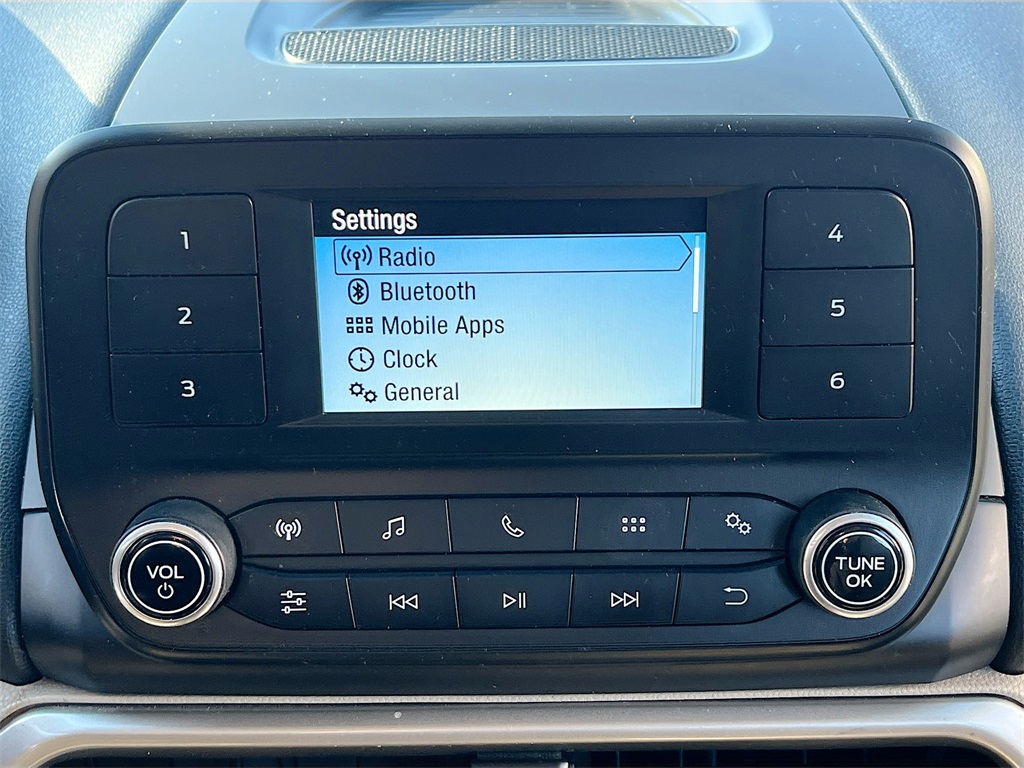 Settings
Radio
Bluetooth
Mobile Apps
Clock
General
1
2
3
4
5
6
VOL
TUNE
OK